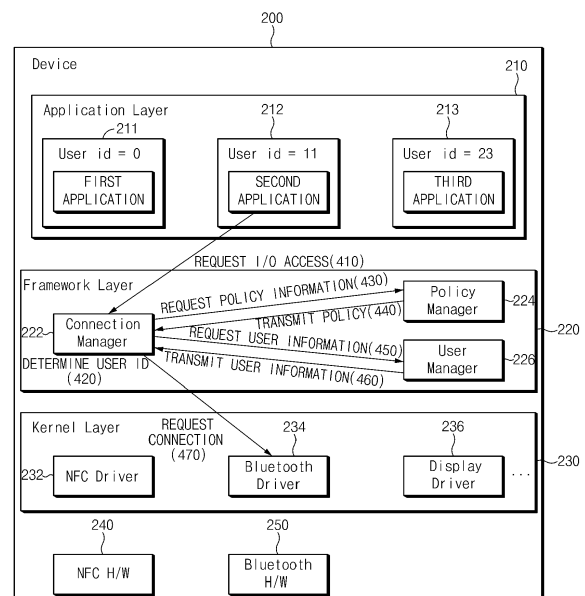 200
Device
210
Application Layer
211
212
213
User id = 0
User id = 11
User id = 23
FIRST
APPLICATION
SECOND
APPLICATION
THIRD
APPLICATION
REQUEST I/O ACCESS(410)
Framework Layer
REQUEST POLICY INFORMATION(430)
Policy
Manager
224
TRANSMIT POLICY(440)
222
Connection
Manager
220
REQUEST USER INFORMATION(450)
User
Manager
226
DETERMINE USER ID
(420)
TRANSMIT USER INFORMATION(460)
Kernel Layer
REQUEST
CONNECTION
(470)
234
236
232
NFC Driver
Bluetooth
Driver
Display
Driver
...
230
240
250
NFC H/W
Bluetooth
H/W